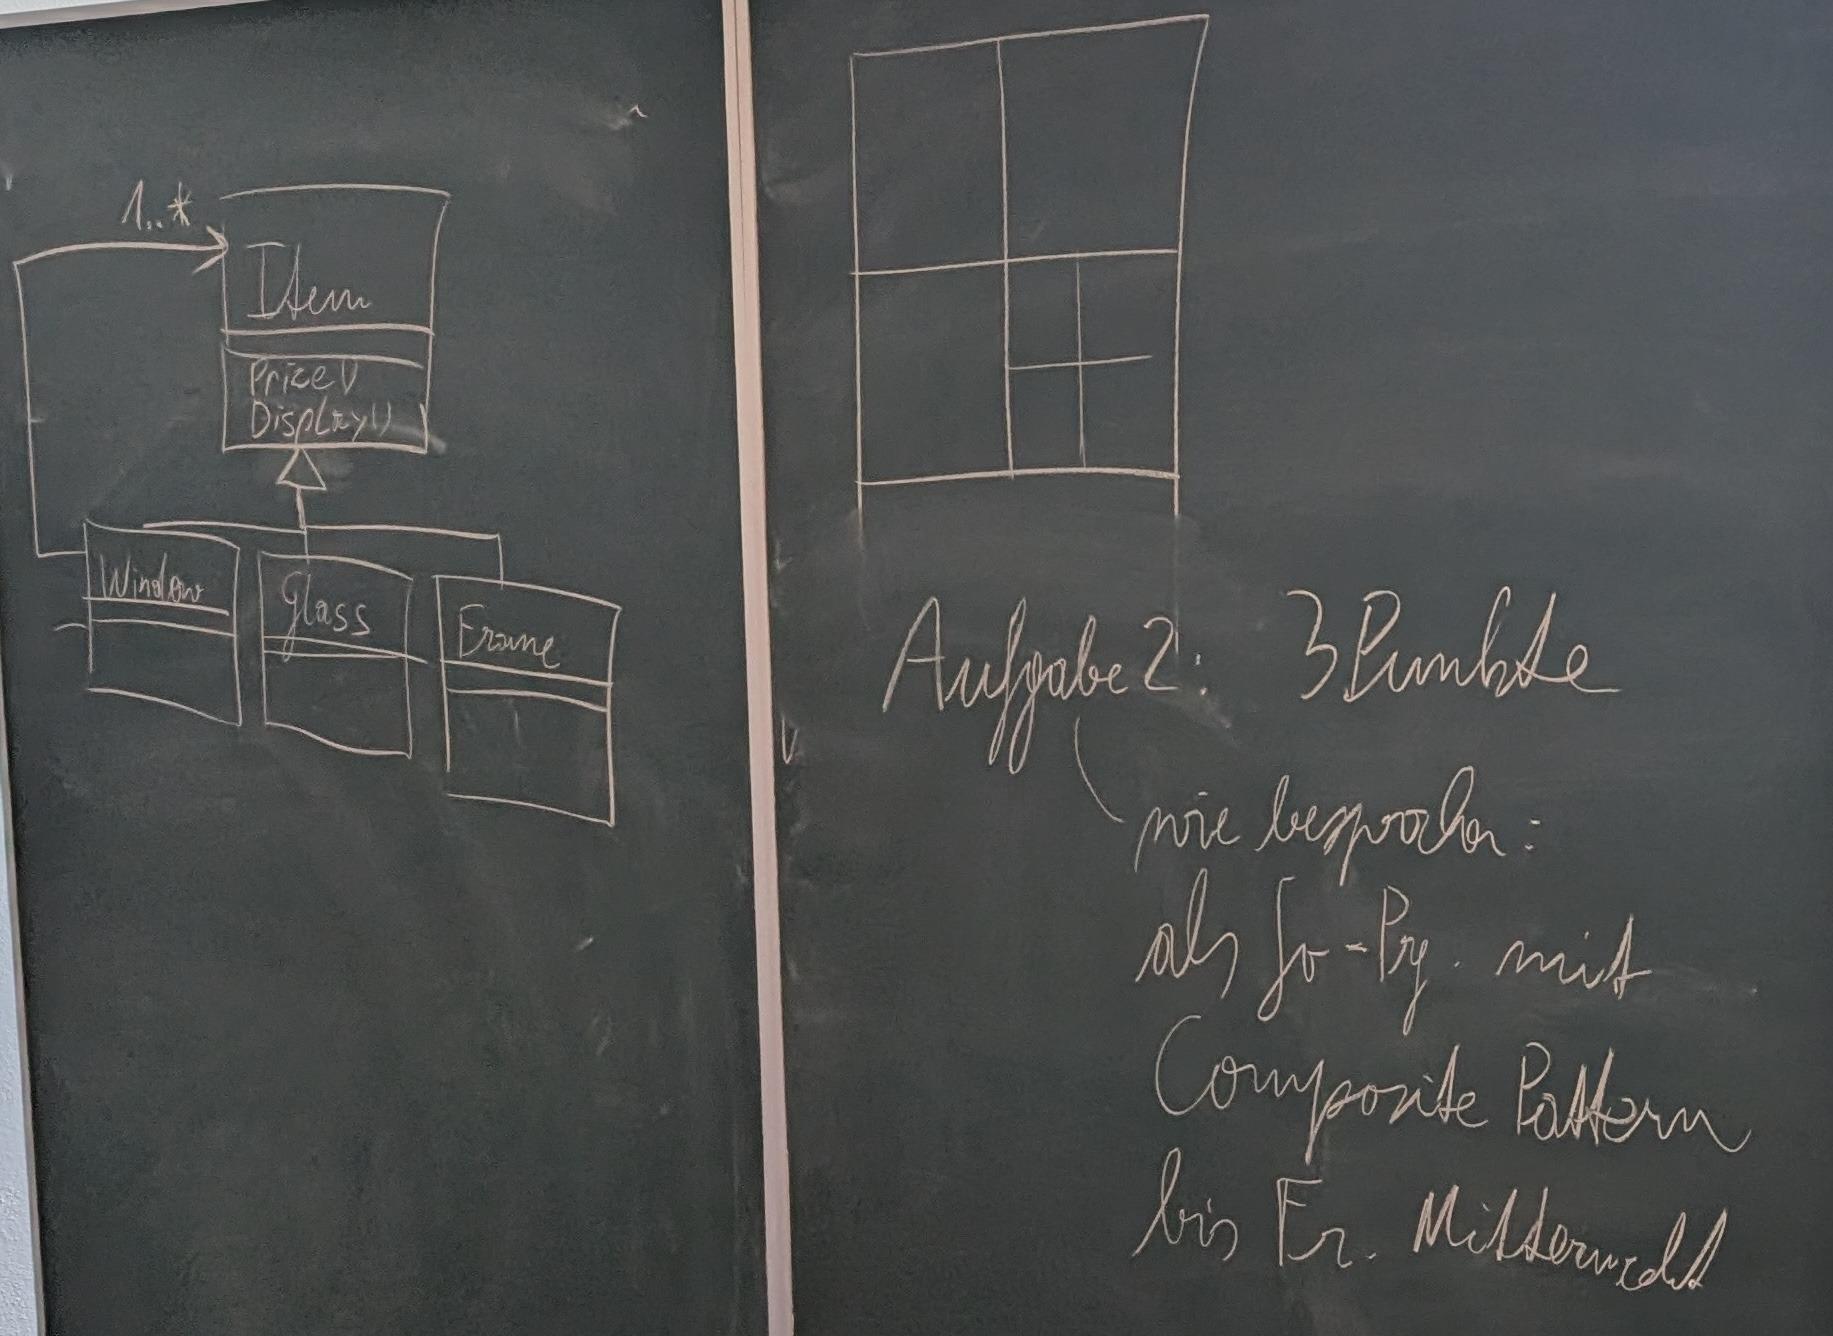 1..*
Item
Prize()
Display()
Window
Glass
Frame
Aufgabe 2: 3 Punkte
wie besprochen:
als Go-Prg. mit
Composite Pattern
bis Fr. Mitternacht